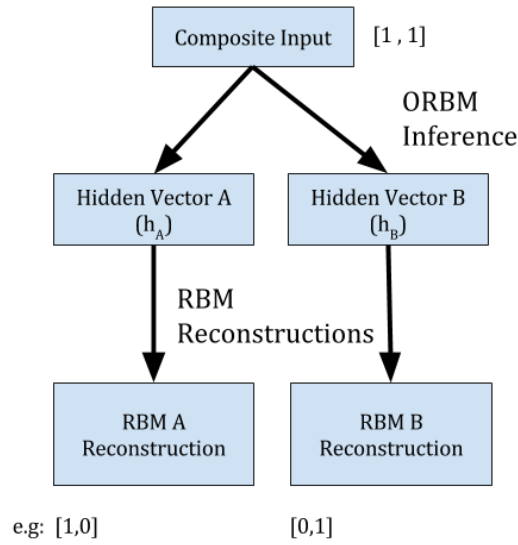 Composite Input
[1 , 1]
ORBM
Inference
Hidden Vector A
(h_A)
Hidden Vector B
(h_B)
RBM
Reconstructions
RBM A
Reconstruction
RBM B
Reconstruction
e.g: [1,0]
[0,1]